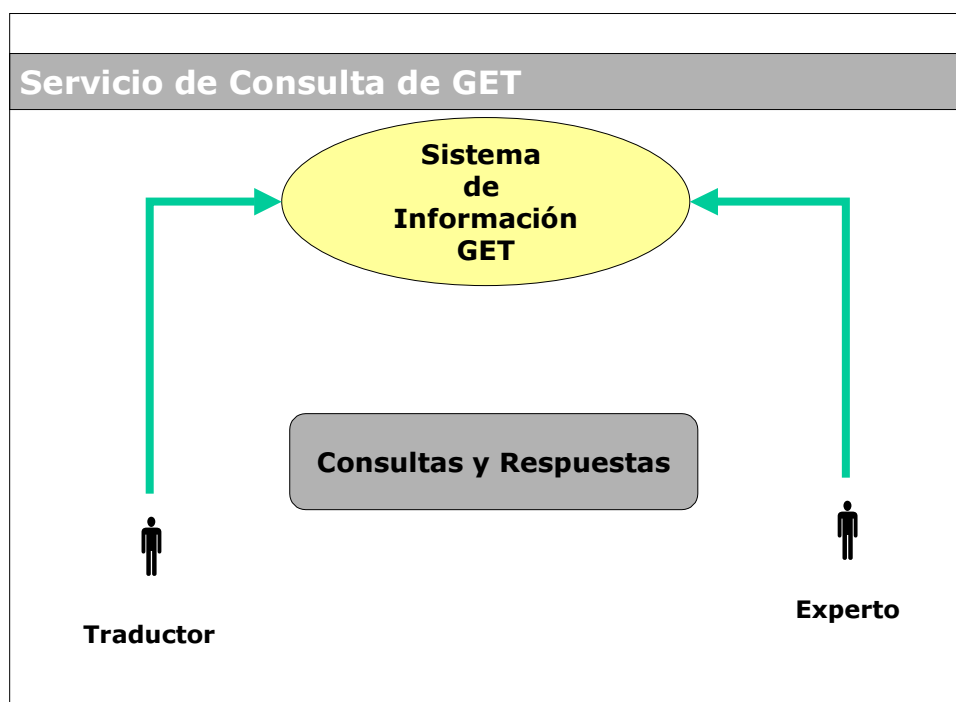 Servicio de Consulta de GET
Sistema
de
Información
GET
Consultas y Respuestas
Traductor
Experto